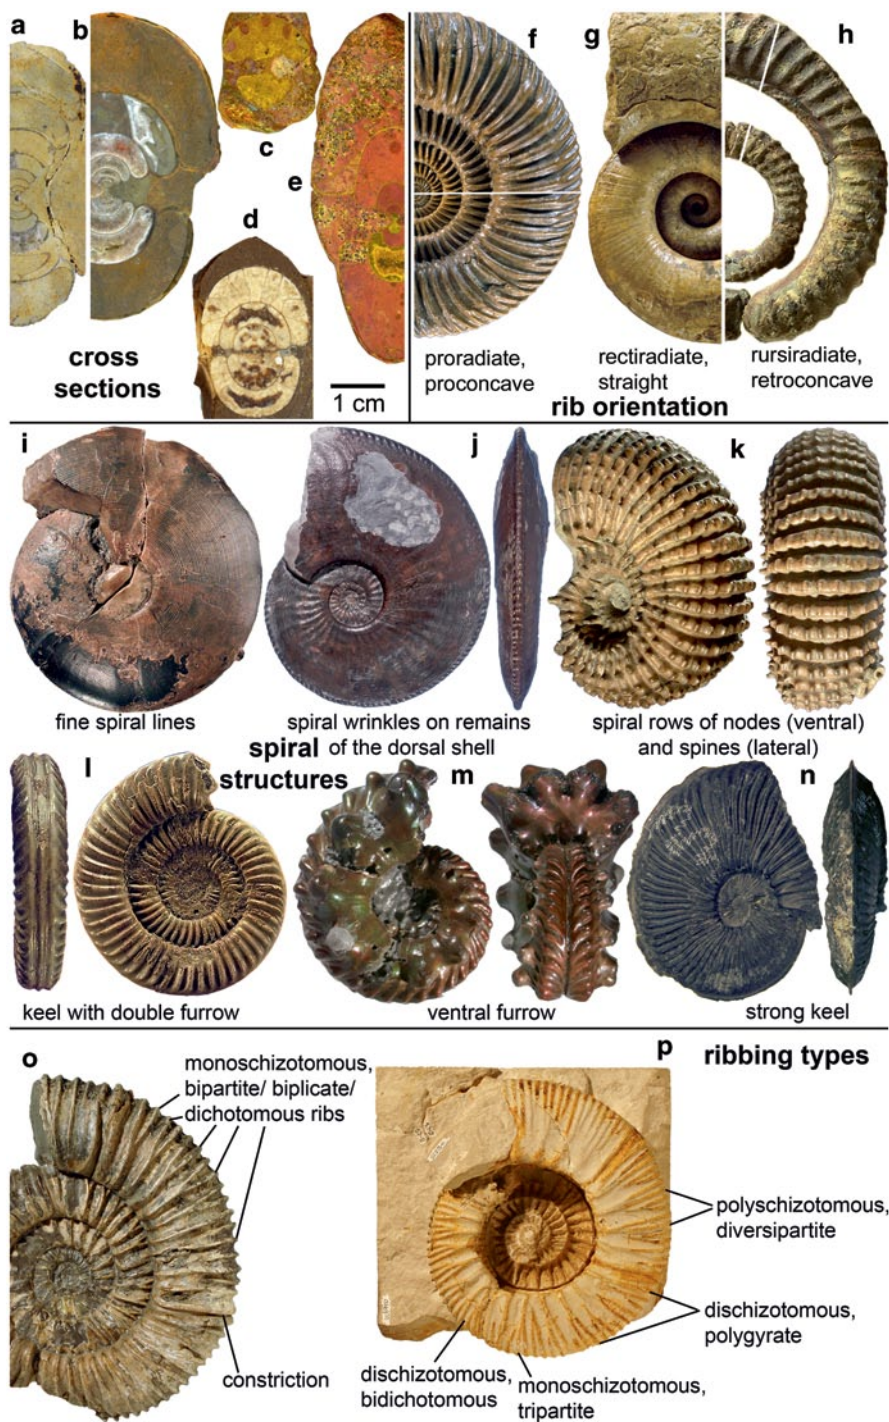 a
b
c
d
e
cross
sections
1 cm
f
g
h
proradiate,
proconcave
rectiradiate,
straight
rursiradiate,
retroconcave
rib orientation
i
j
k
fine spiral lines
spiral wrinkles on remains
of the dorsal shell
spiral rows of nodes (ventral)
and spines (lateral)
spiral
structures
l
m
n
keel with double furrow
ventral furrow
strong keel
o
monoschizotomous,
bipartite/ biplicate/
dichotomous ribs
constriction
p
ribbing types
polyschizotomous,
diversipartite
dischizotomous,
polygyrate
dischizotomous,
bidichotomous
monoschizotomous,
tripartite